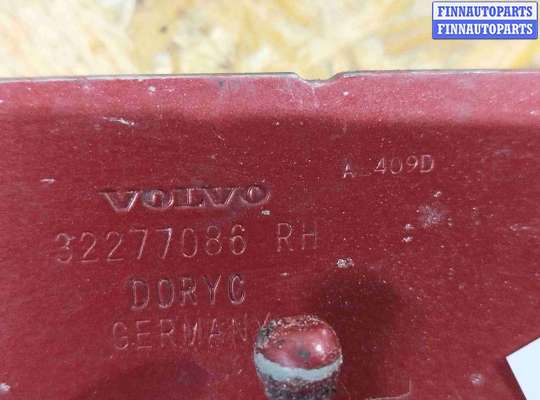 FINNAUTOPARTS
FINNAUTOPARTS
A 409D
VOLVO
32277086 RH
DORYC
GERMANY